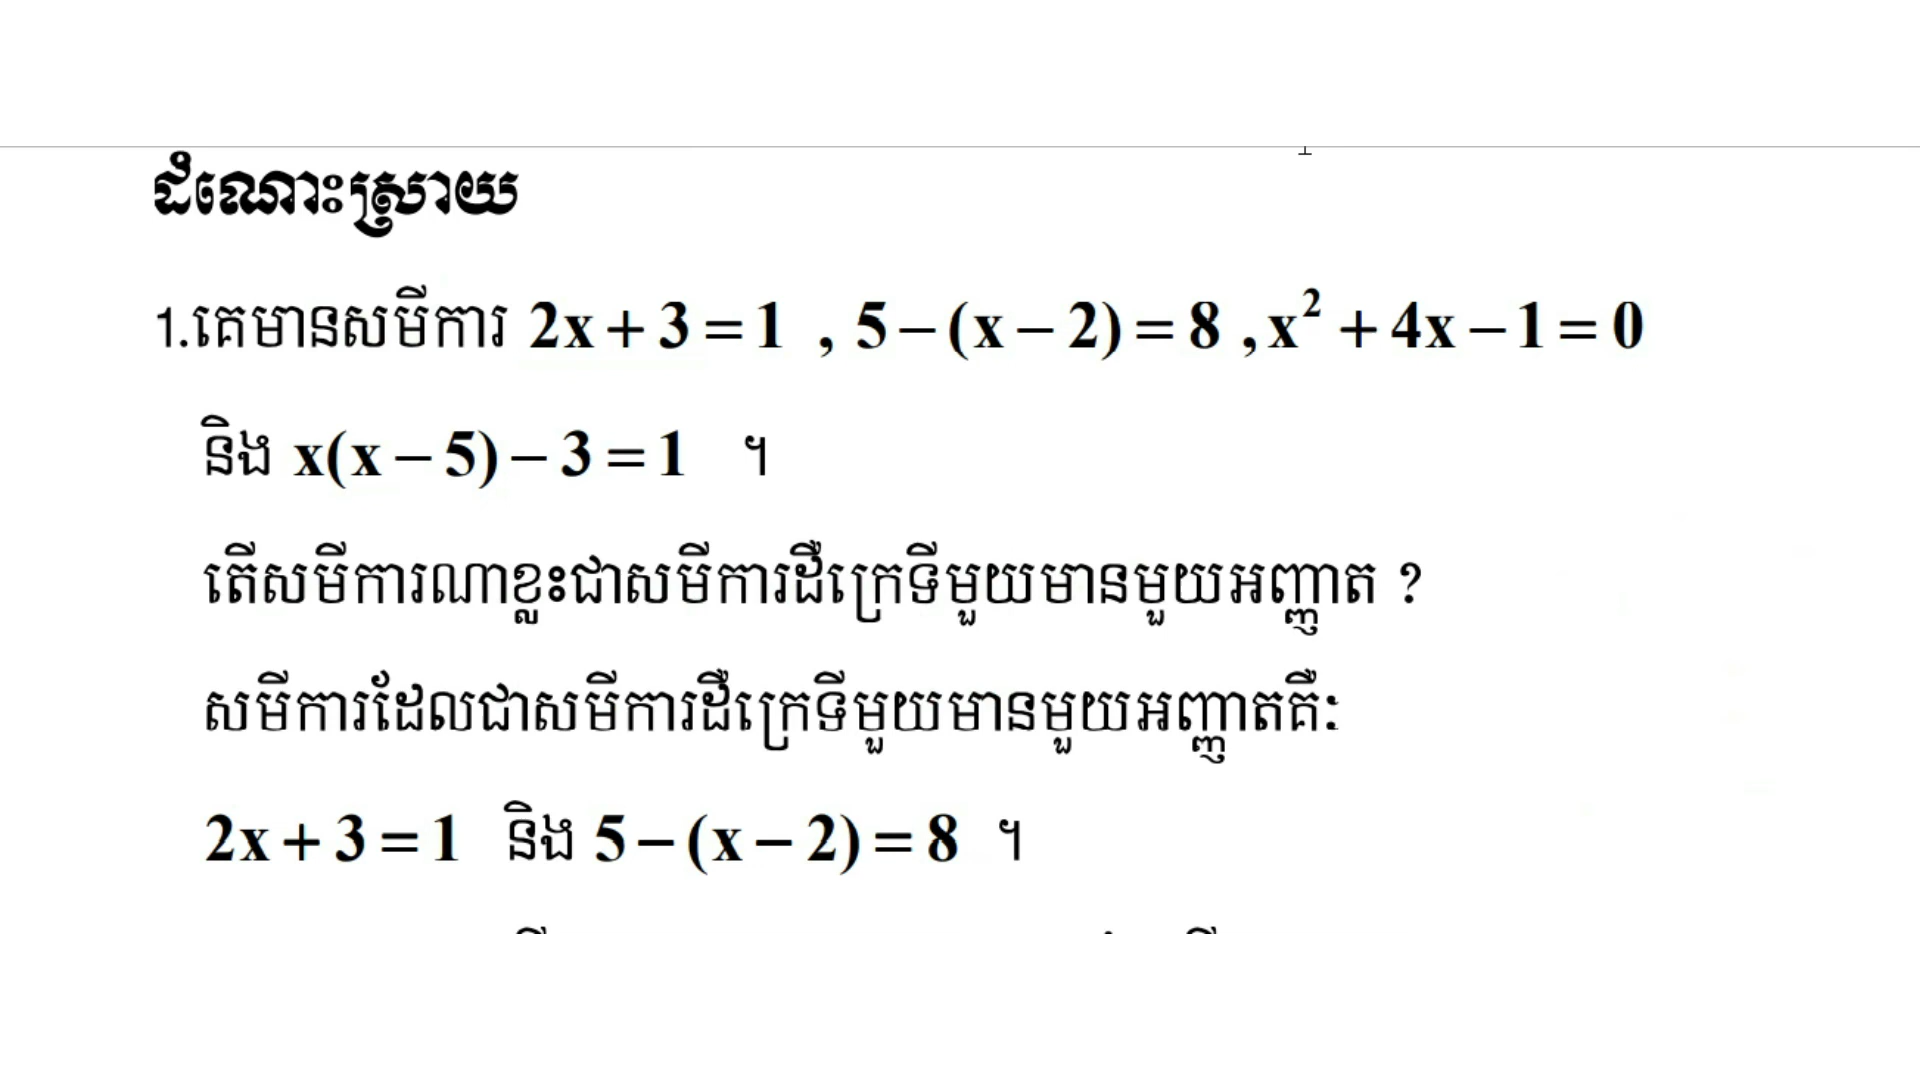 ដំណោះស្រាយ
1.គេមានសមីការ 2x + 3 = 1 , 5 − (x − 2) = 8 , x² + 4x − 1 = 0
និង x(x − 5) − 3 = 1 ។
តើសមីការណាខ្លះជាសមីការដឺក្រេទីមួយមានមួយអញ្ញាត ?
សមីការដែលជាសមីការដឺក្រេទីមួយមានមួយអញ្ញាតគឺ:
2x + 3 = 1 និង 5 − (x − 2) = 8 ។